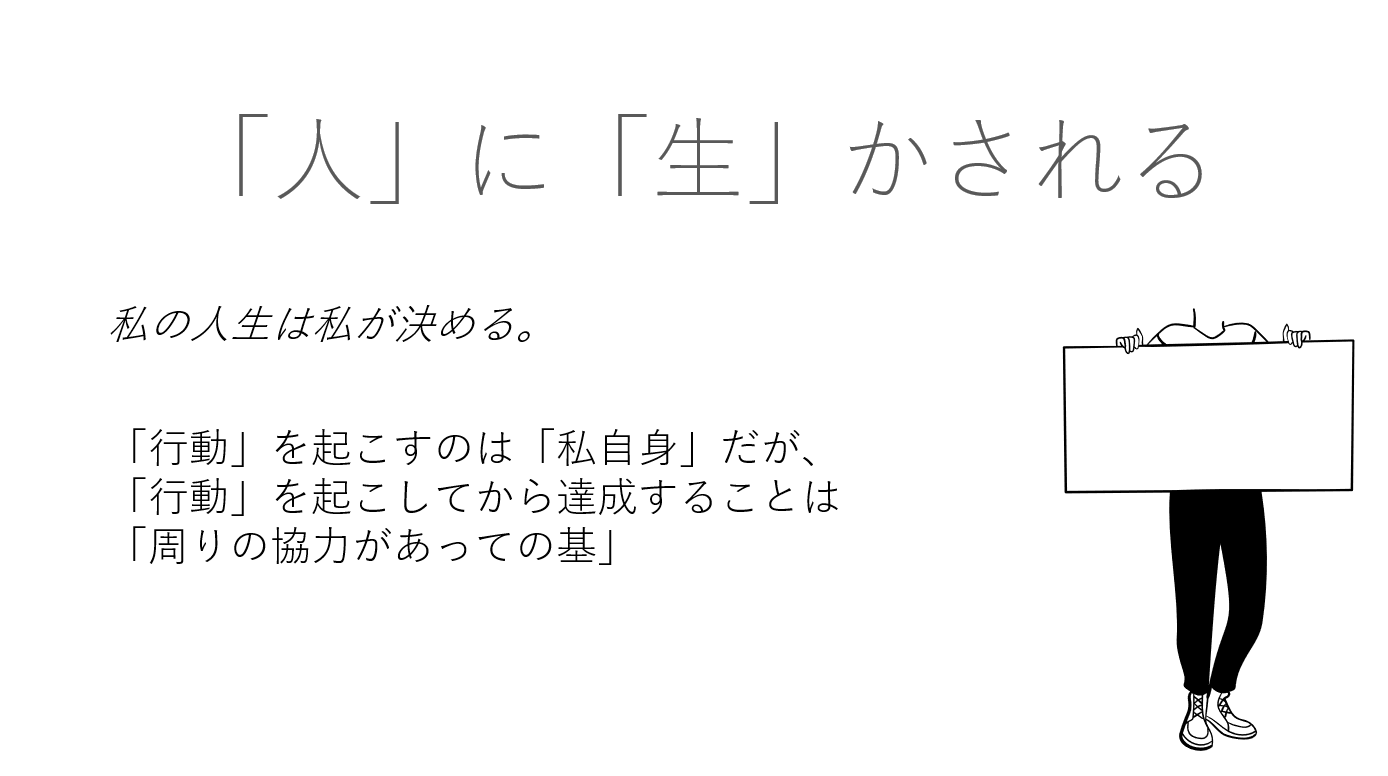 「人」に「生」かされる
私の人生は私が決める。
「行動」を起こすのは「私自身」だが、
「行動」を起こしてから達成することは
「周りの協力があっての基」